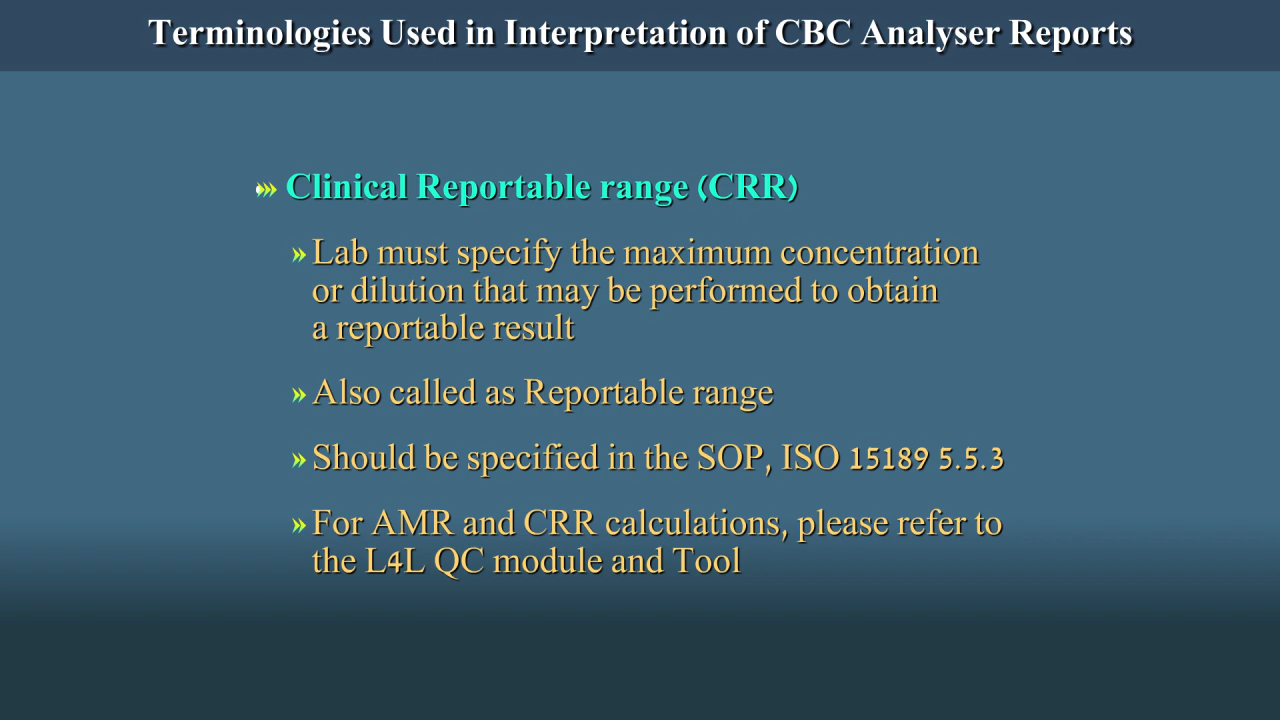 Terminologies Used in Interpretation of CBC Analyser Reports
Clinical Reportable range (CRR)
» Lab must specify the maximum concentration
or dilution that may be performed to obtain
a reportable result
» Also called as Reportable range
» Should be specified in the SOP, ISO 15189 5.5.3
» For AMR and CRR calculations, please refer to
the L4L QC module and Tool